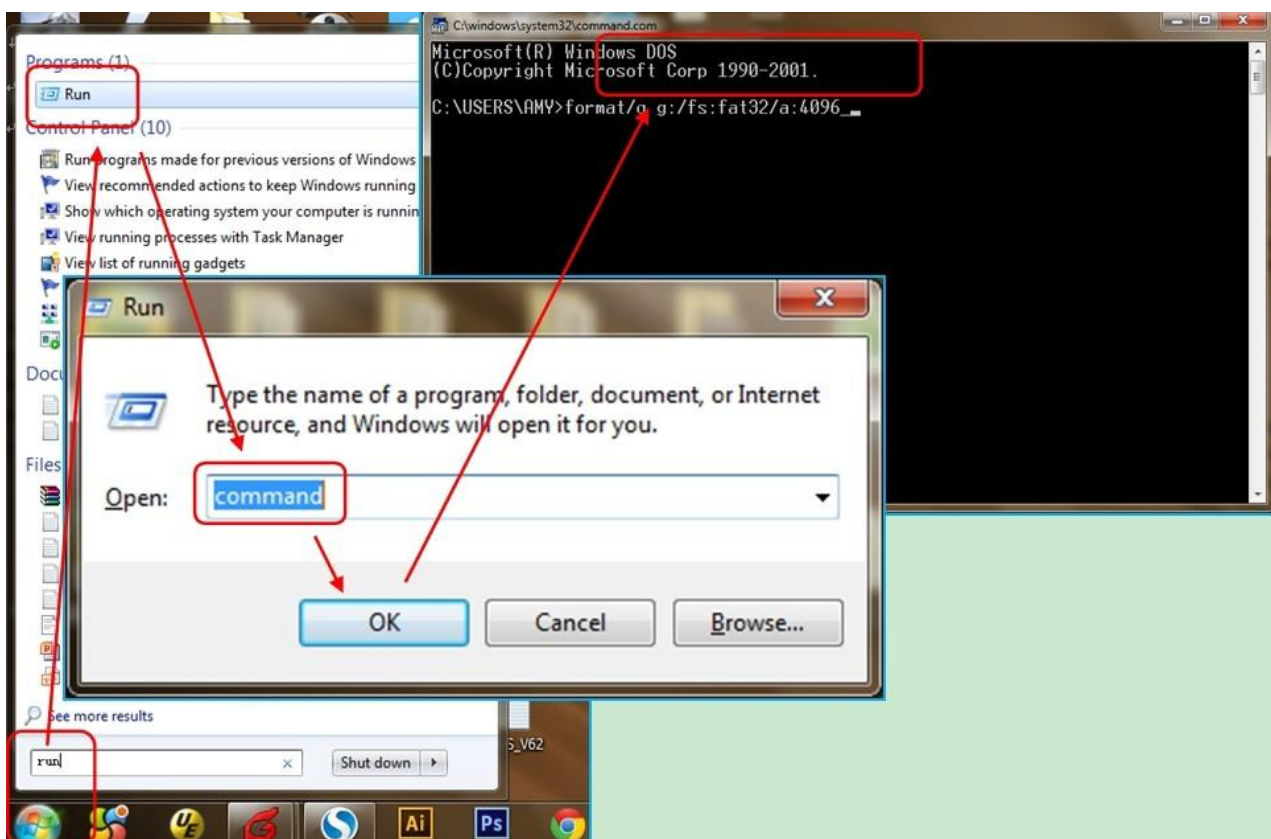 Programs (1)
Run
Control Panel (10)
Run programs made for previous versions of Windows
View recommended actions to keep Windows running
Show which operating system your computer is runnin
View running processes with Task Manager
View list of running gadgets
Docu
Files
See more results
run
Shut down
S_V62
UE
Ai
Ps
C:\windows\system32\command.com
Microsoft(R) Windows DOS
(C)Copyright Microsoft Corp 1990-2001.
C:\USERS\AMY>format/q g:/fs:fat32/a:4096_
Run
Type the name of a program, folder, document, or Internet
resource, and Windows will open it for you.
Open:
command
OK
Cancel
Browse...